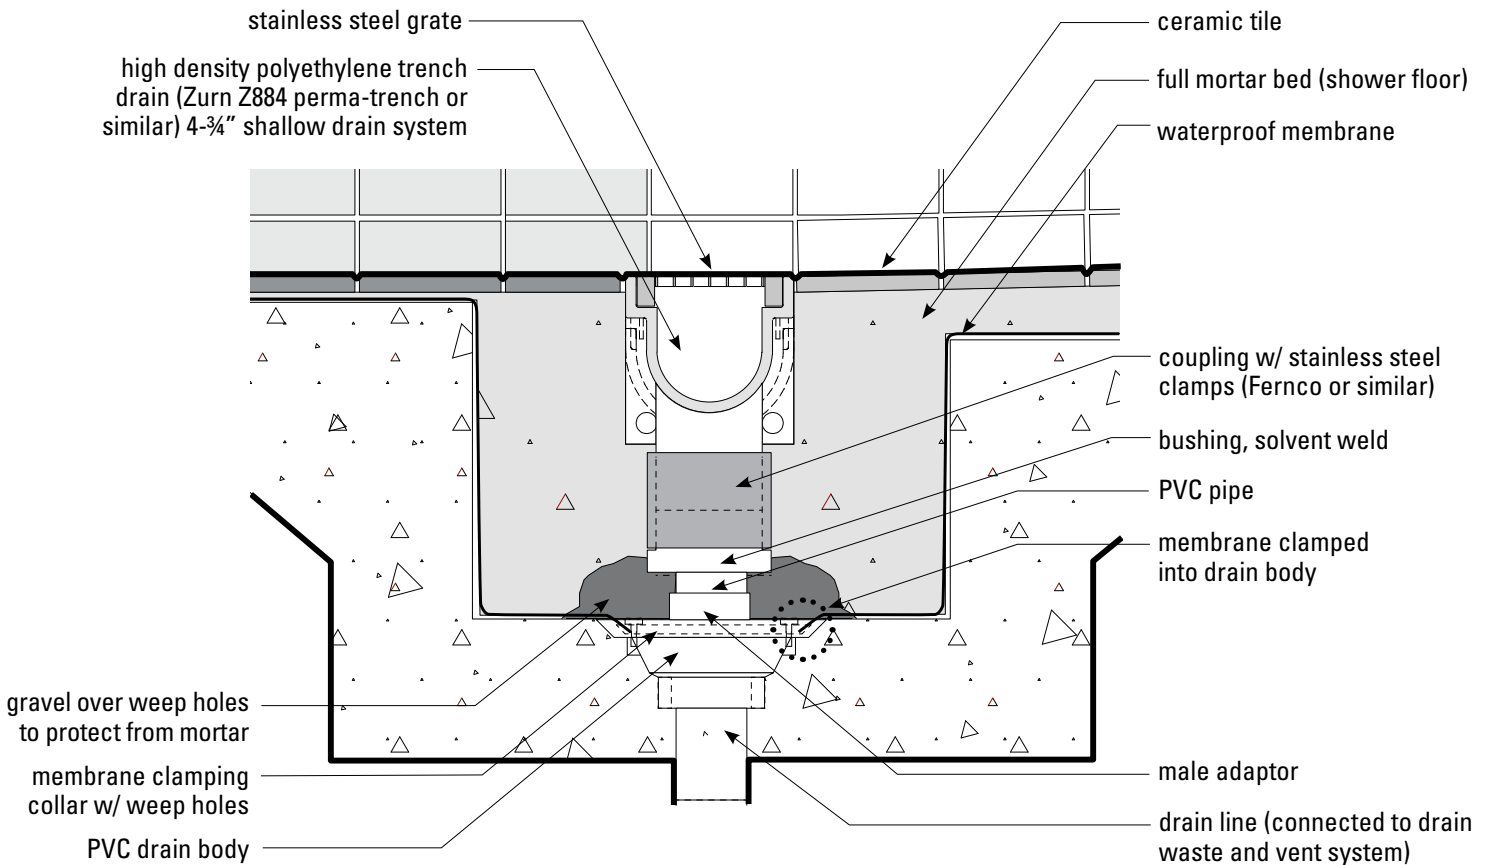 stainless steel grate
high density polyethylene trench
drain (Zurn Z884 perma-trench or
similar) 4-¾″ shallow drain system
ceramic tile
full mortar bed (shower floor)
waterproof membrane
coupling w/ stainless steel
clamps (Fernco or similar)
bushing, solvent weld
PVC pipe
membrane clamped
into drain body
gravel over weep holes
to protect from mortar
membrane clamping
collar w/ weep holes
PVC drain body
male adaptor
drain line (connected to drain
waste and vent system)